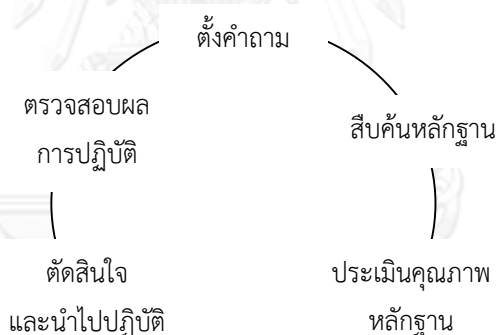 ตั้งคำถาม
สืบค้นหลักฐาน
ประเมินคุณภาพ
หลักฐาน
ตัดสินใจ
และนำไปปฏิบัติ
ตรวจสอบผล
การปฏิบัติ